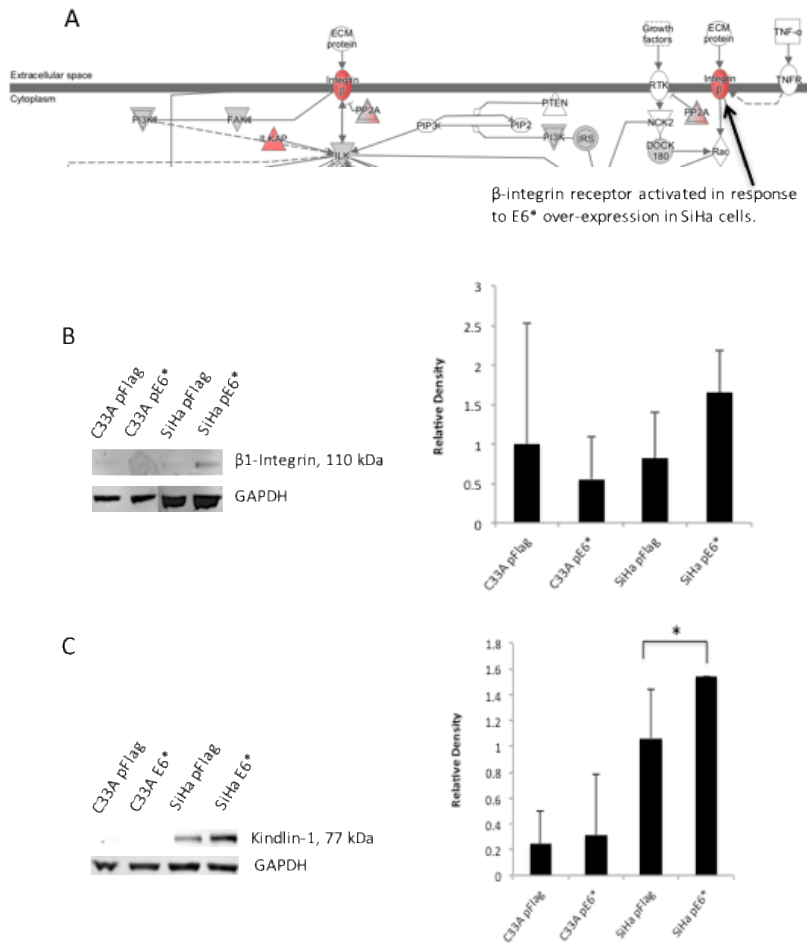 A
ECM
protein
Growth
factors
ECM
protein
TNF-α
Extracellular space
Integrin
β
RTK
Integrin
β
TNFR
Cytoplasm
PI3K
FAK
PP2A
PTEN
PP2A
ILKAP
PIP3
PIP2
NCK2
ILK
PI3K
IRS
DOCK
180
Rac
β-integrin receptor activated in response
to E6* over-expression in SiHa cells.
B
C33A pFlag
C33A pE6*
SiHa pFlag
SiHa pE6*
β1-Integrin, 110 kDa
GAPDH
Relative Density
3
2.5
2
1.5
1
0.5
0
C33A pFlag
C33A pE6*
SiHa pFlag
SiHa pE6*
C
C33A pFlag
C33A E6*
SiHa pFlag
SiHa E6*
Kindlin-1, 77 kDa
GAPDH
Relative Density
1.8
1.6
1.4
1.2
1
0.8
0.6
0.4
0.2
0
*
C33A pFlag
C33A pE6*
SiHa pFlag
SiHa pE6*